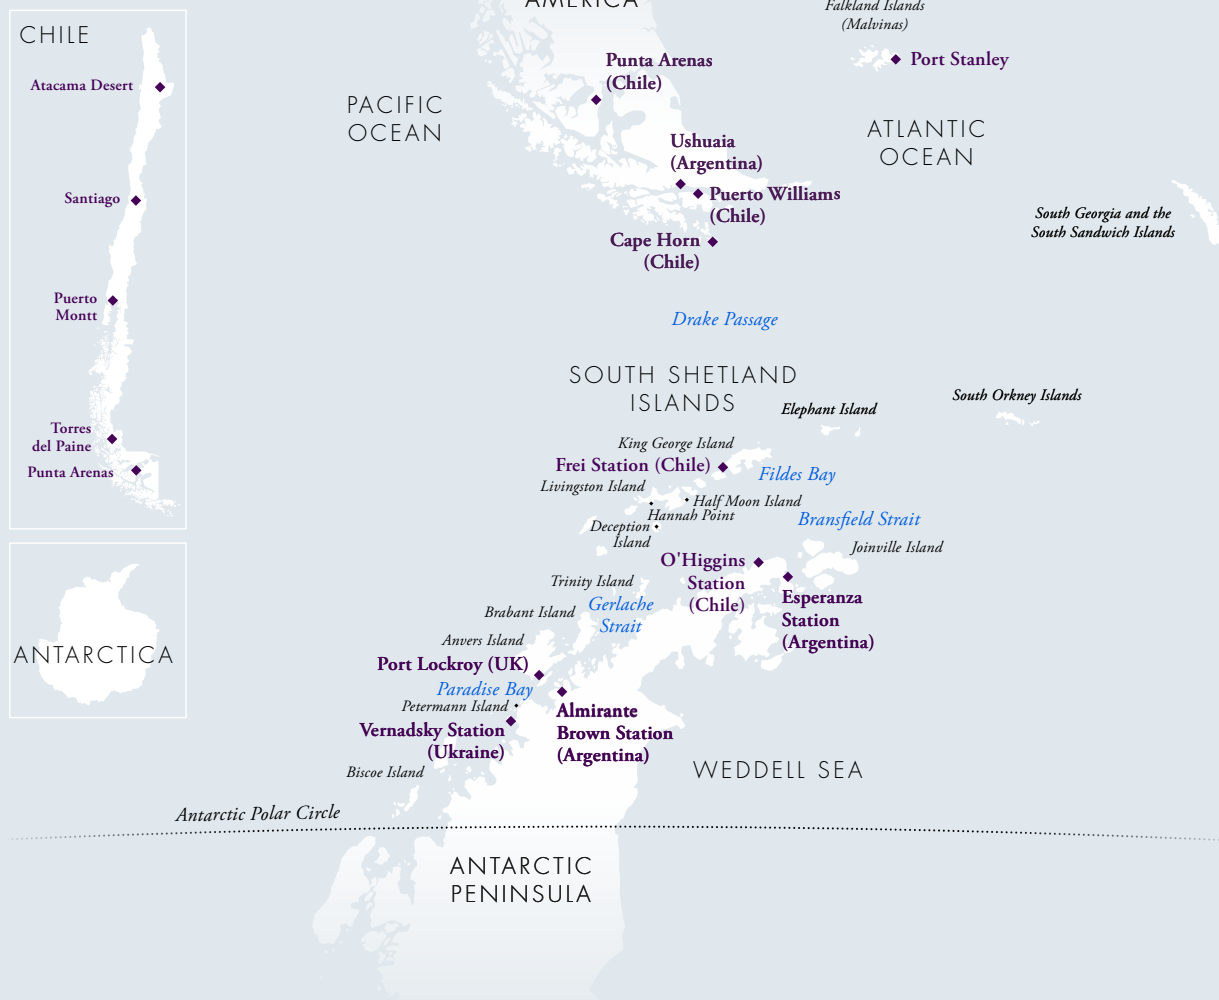 AMERICA
Falkland Islands
(Malvinas)
CHILE
Atacama Desert
Santiago
Puerto
Montt
Torres
del Paine
Punta Arenas
ANTARCTICA
Punta Arenas
(Chile)
Port Stanley
PACIFIC
OCEAN
ATLANTIC
OCEAN
Ushuaia
(Argentina)
Puerto Williams
(Chile)
Cape Horn
(Chile)
South Georgia and the
South Sandwich Islands
Drake Passage
SOUTH SHETLAND
ISLANDS
Elephant Island
South Orkney Islands
King George Island
Frei Station (Chile)
Fildes Bay
Livingston Island
Half Moon Island
Hannah Point
Deception
Island
Bransfield Strait
Joinville Island
O'Higgins
Station
(Chile)
Esperanza
Station
(Argentina)
Trinity Island
Gerlache
Strait
Brabant Island
Anvers Island
Port Lockroy (UK)
Paradise Bay
Petermann Island
Almirante
Brown Station
(Argentina)
Vernadsky Station
(Ukraine)
Biscoe Island
WEDDELL SEA
Antarctic Polar Circle
ANTARCTIC
PENINSULA